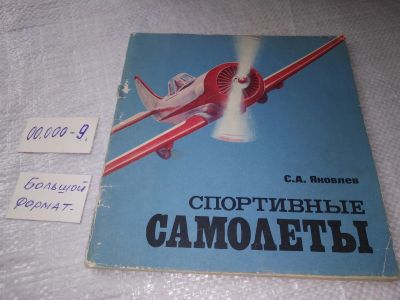 00.000-9.
Большой
формат.
С.А. Яковлев
СПОРТИВНЫЕ
САМОЛЕТЫ